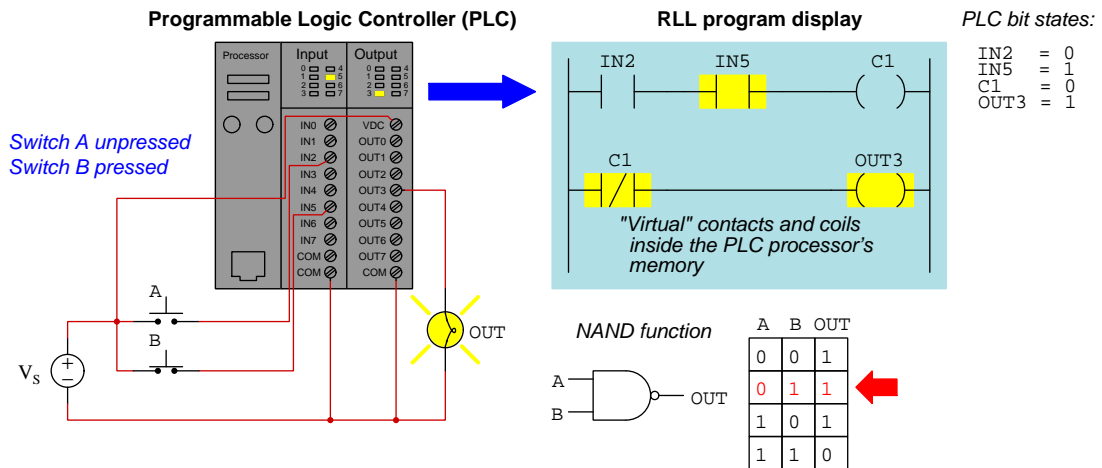 Programmable Logic Controller (PLC)
Processor
Input
Output
0 4
1 5
2 6
3 7
0 4
1 5
2 6
3 7
IN0
IN1
IN2
IN3
IN4
IN5
IN6
IN7
COM
COM
VDC
OUT0
OUT1
OUT2
OUT3
OUT4
OUT5
OUT6
OUT7
COM
Switch A unpressed
Switch B pressed
A
B
VS
+
−
OUT
RLL program display
IN2 IN5 C1
C1 OUT3
"Virtual" contacts and coils
inside the PLC processor's
memory
PLC bit states:
IN2 = 0
IN5 = 1
C1 = 0
OUT3 = 1
NAND function
A
B
OUT
A B OUT
0 0 1
0 1 1
1 0 1
1 1 0